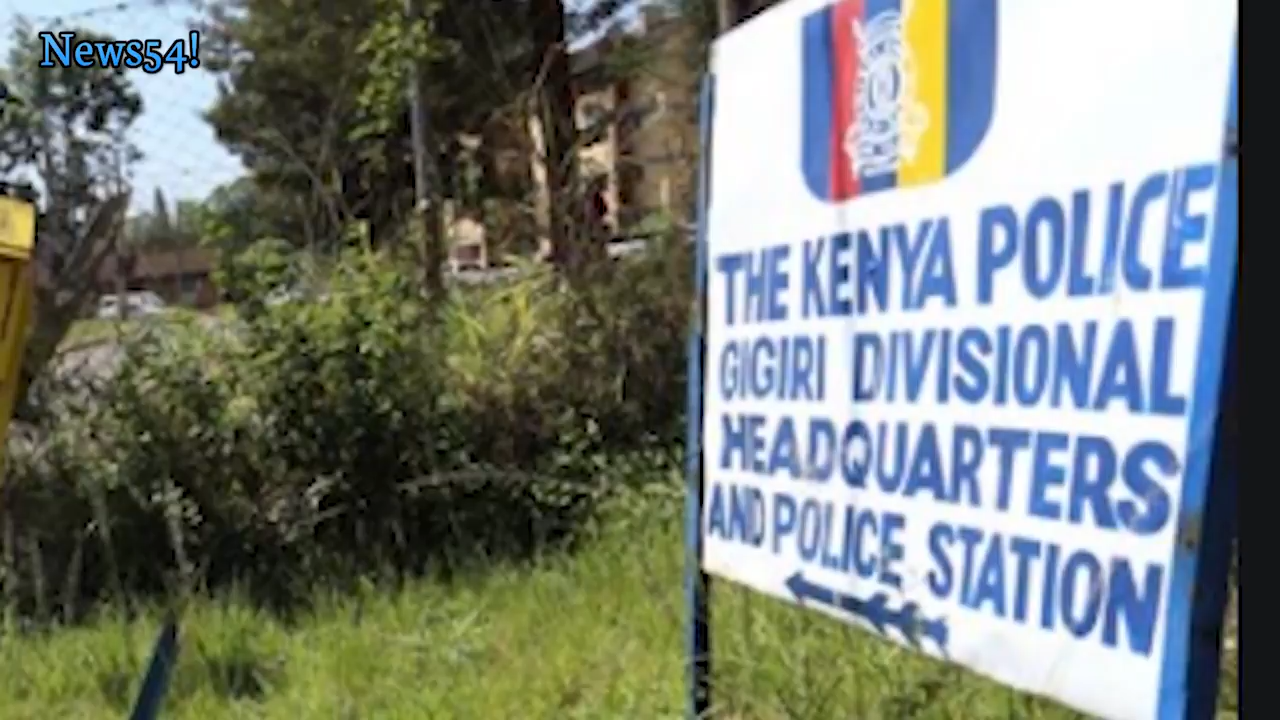 News54!
THE KENYA POLICE
GIGIRI DIVISIONAL
HEADQUARTERS
AND POLICE STATION